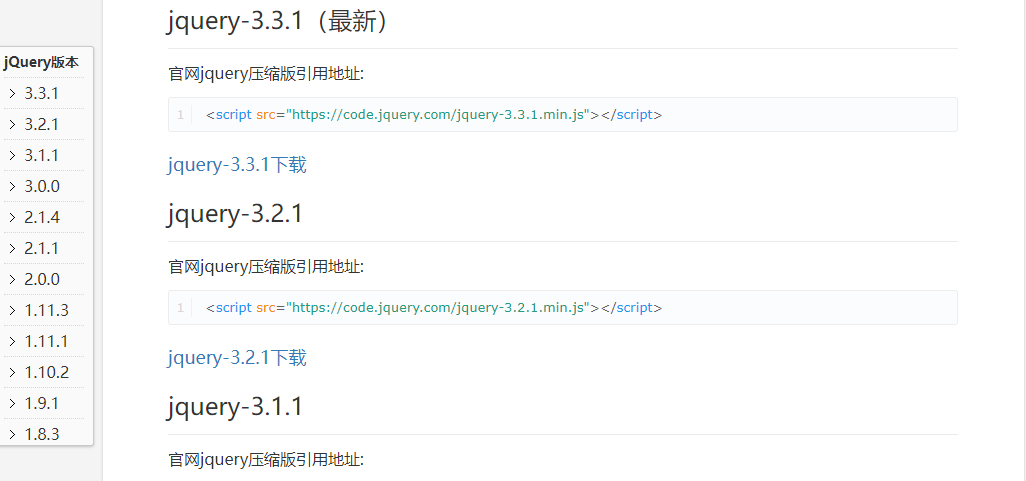 jQuery版本
3.3.1
3.2.1
3.1.1
3.0.0
2.1.4
2.1.1
2.0.0
1.11.3
1.11.1
1.10.2
1.9.1
1.8.3
jquery-3.3.1（最新）
官网jquery压缩版引用地址:
1 <script src="https://code.jquery.com/jquery-3.3.1.min.js"></script>
jquery-3.3.1下载
jquery-3.2.1
官网jquery压缩版引用地址:
1 <script src="https://code.jquery.com/jquery-3.2.1.min.js"></script>
jquery-3.2.1下载
jquery-3.1.1
官网jquery压缩版引用地址: